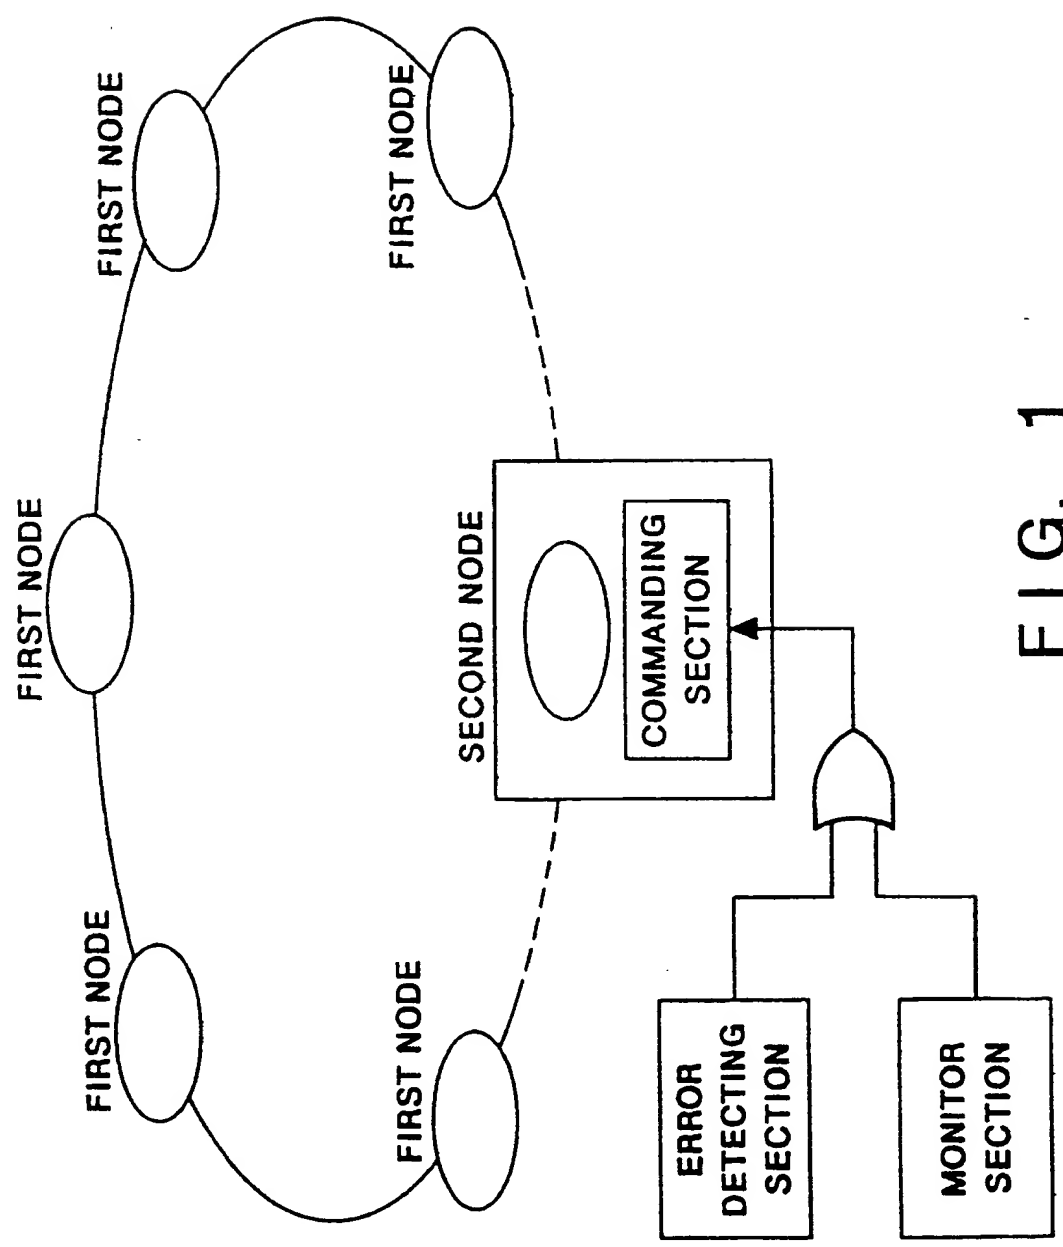 FIRST NODE
FIRST NODE
FIRST NODE
FIRST NODE
FIRST NODE
SECOND NODE
COMMANDING
SECTION
ERROR
DETECTING
SECTION
MONITOR
SECTION
FIG. 1